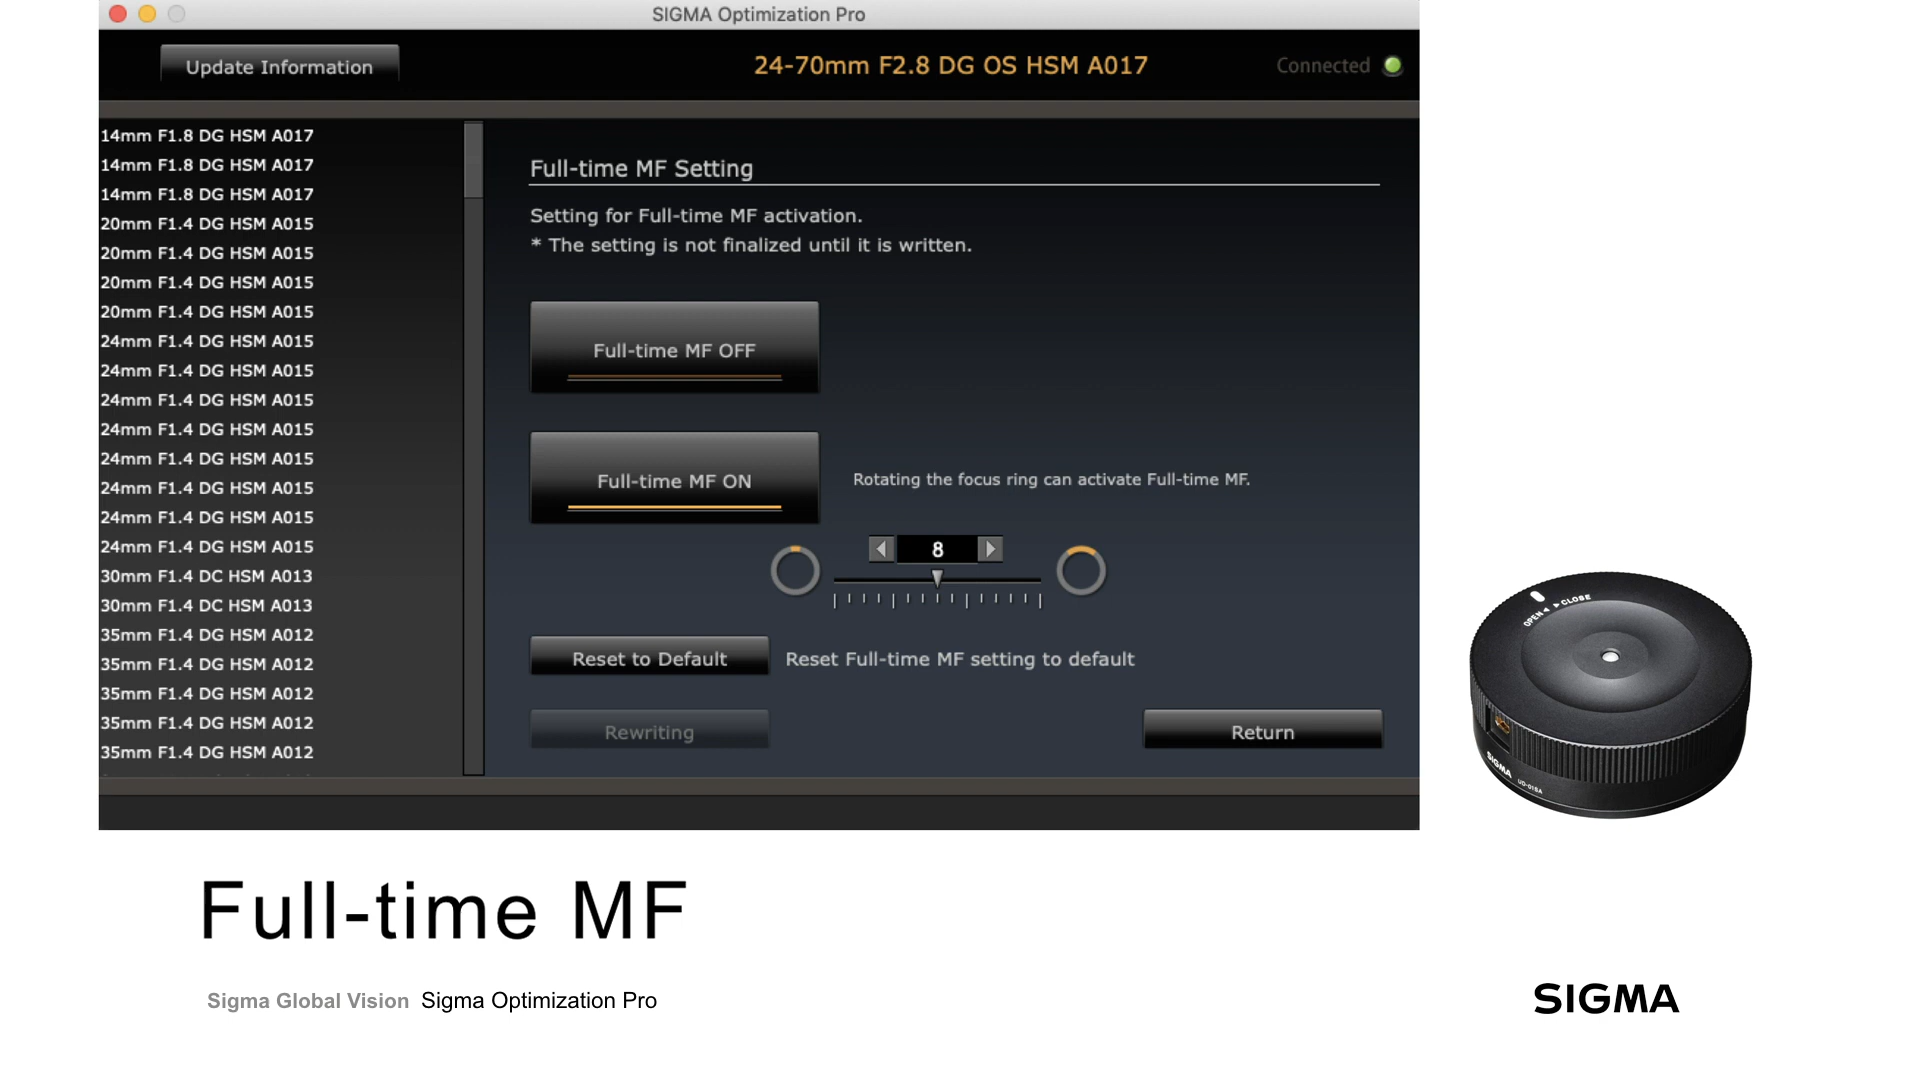 SIGMA Optimization Pro
Update Information
24-70mm F2.8 DG OS HSM A017
Connected
14mm F1.8 DG HSM A017
14mm F1.8 DG HSM A017
14mm F1.8 DG HSM A017
20mm F1.4 DG HSM A015
20mm F1.4 DG HSM A015
20mm F1.4 DG HSM A015
20mm F1.4 DG HSM A015
24mm F1.4 DG HSM A015
24mm F1.4 DG HSM A015
24mm F1.4 DG HSM A015
24mm F1.4 DG HSM A015
24mm F1.4 DG HSM A015
24mm F1.4 DG HSM A015
24mm F1.4 DG HSM A015
24mm F1.4 DG HSM A015
30mm F1.4 DC HSM A013
30mm F1.4 DC HSM A013
35mm F1.4 DG HSM A012
35mm F1.4 DG HSM A012
35mm F1.4 DG HSM A012
35mm F1.4 DG HSM A012
35mm F1.4 DG HSM A012
Full-time MF Setting
Setting for Full-time MF activation.
* The setting is not finalized until it is written.
Full-time MF OFF
Full-time MF ON
Rotating the focus ring can activate Full-time MF.
8
Reset to Default
Reset Full-time MF setting to default
Rewriting
Return
OPEN ◄ ►CLOSE
SIGMA
UD-01
Full-time MF
Sigma Global Vision Sigma Optimization Pro
SIGMA